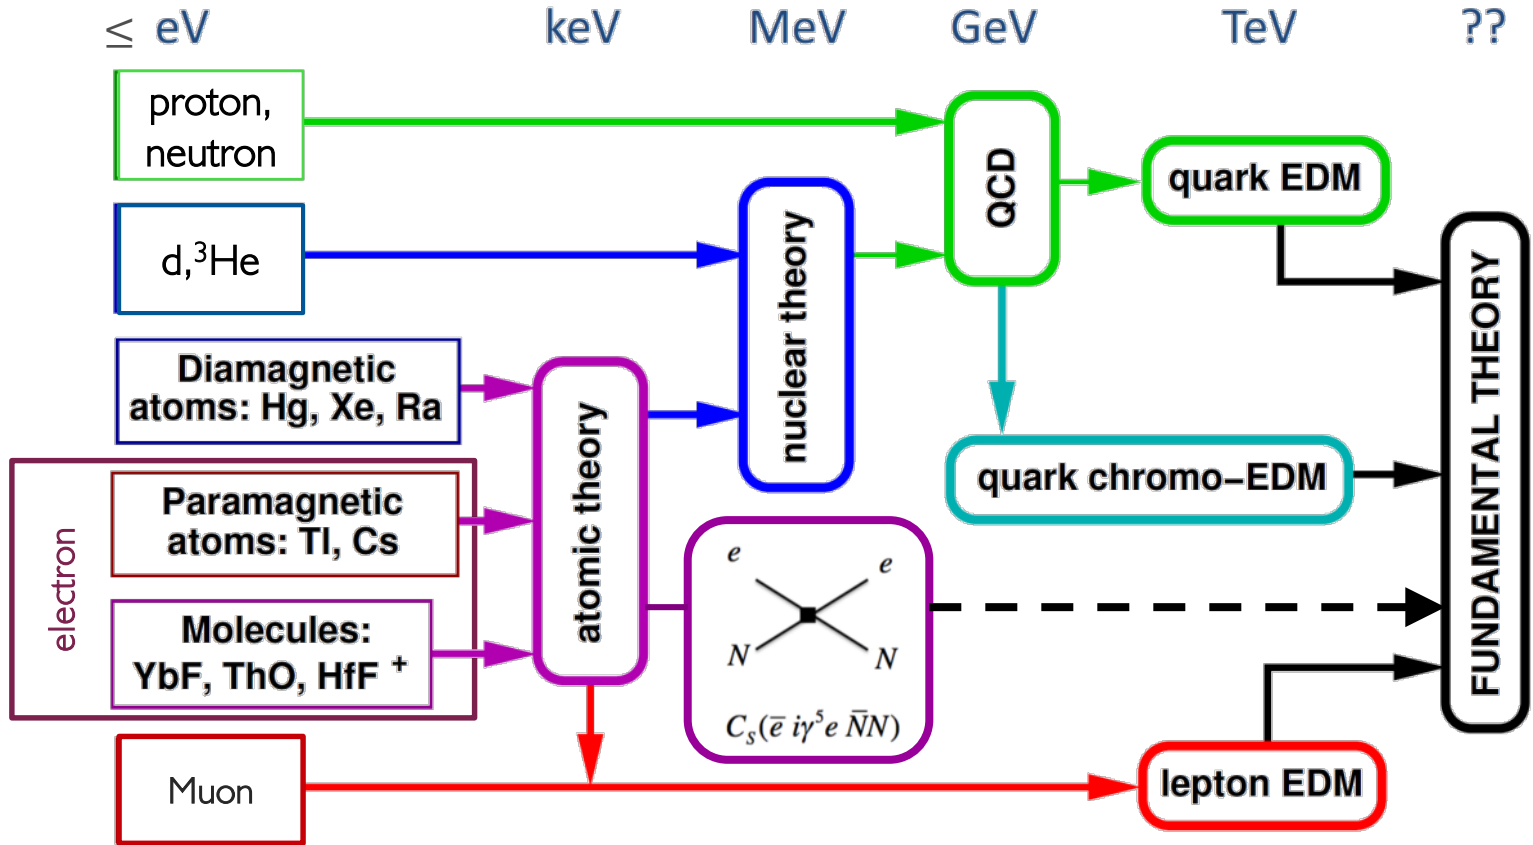 ≤ eV keV MeV GeV TeV ??
proton,
neutron
d,³He
Diamagnetic
atoms: Hg, Xe, Ra
electron
Paramagnetic
atoms: Tl, Cs
Molecules:
YbF, ThO, HfF ⁺
Muon
atomic theory
nuclear theory
e
e
N
N
C_s(e̅ iγ⁵e N̅N)
QCD
quark EDM
quark chromo−EDM
lepton EDM
FUNDAMENTAL THEORY